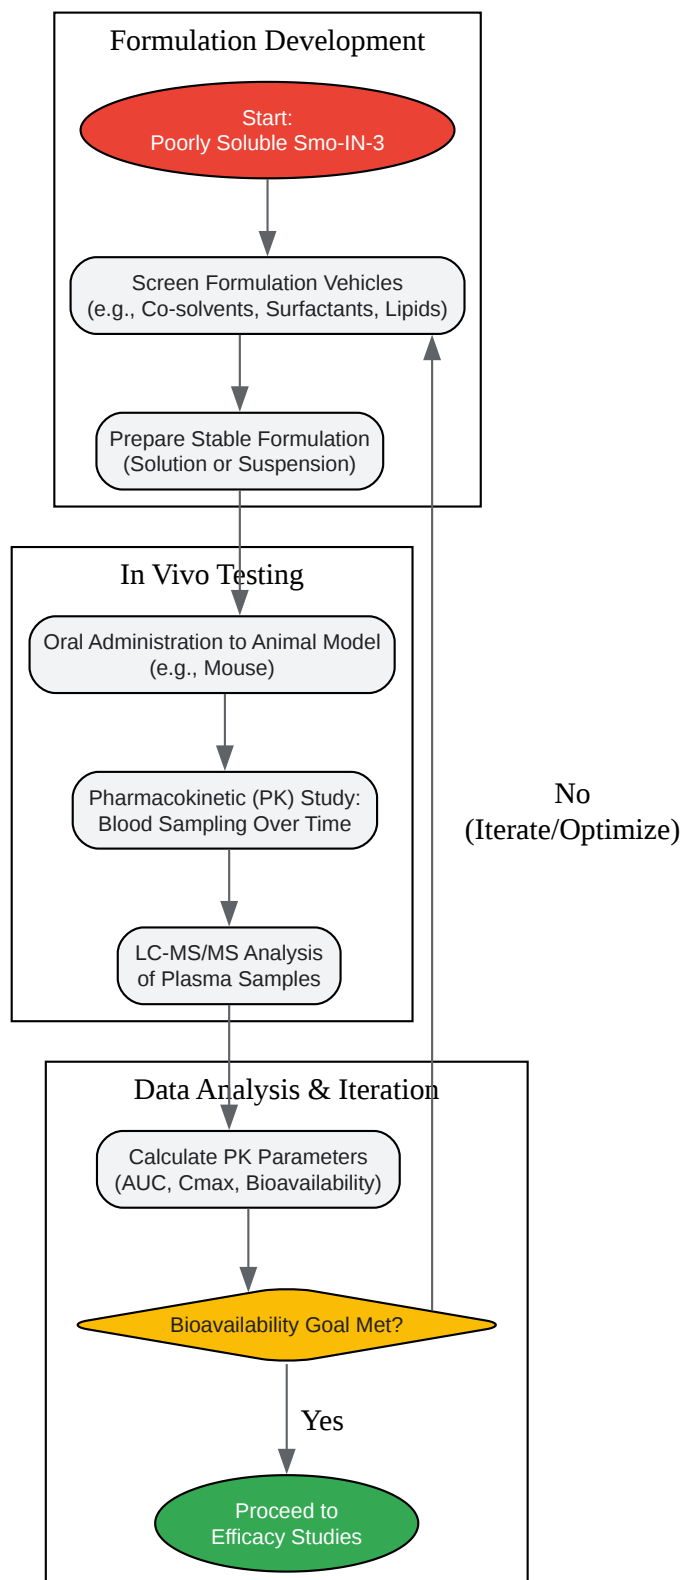 Formulation Development
Start:
Poorly Soluble Smo-IN-3
Screen Formulation Vehicles
(e.g., Co-solvents, Surfactants, Lipids)
Prepare Stable Formulation
(Solution or Suspension)
In Vivo Testing
Oral Administration to Animal Model
(e.g., Mouse)
Pharmacokinetic (PK) Study:
Blood Sampling Over Time
No
(Iterate/Optimize)
LC-MS/MS Analysis
of Plasma Samples
Data Analysis & Iteration
Calculate PK Parameters
(AUC, Cmax, Bioavailability)
Bioavailability Goal Met?
Yes
Proceed to
Efficacy Studies